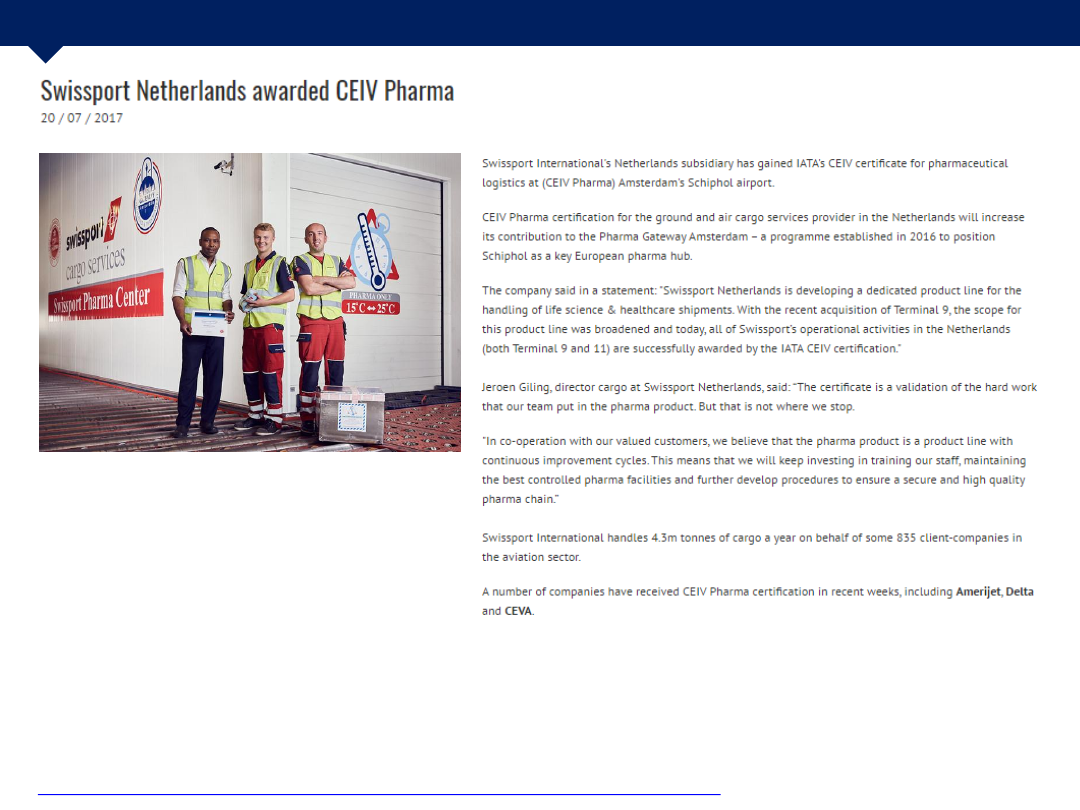 Swissport Netherlands awarded CEIV Pharma
20 / 07 / 2017
swissport
cargo services
Swissport Pharma Center
PHARMA ONLY
15°C ↔ 25°C
Swissport International's Netherlands subsidiary has gained IATA's CEIV certificate for pharmaceutical
logistics at (CEIV Pharma) Amsterdam's Schiphol airport.
CEIV Pharma certification for the ground and air cargo services provider in the Netherlands will increase
its contribution to the Pharma Gateway Amsterdam – a programme established in 2016 to position
Schiphol as a key European pharma hub.
The company said in a statement: "Swissport Netherlands is developing a dedicated product line for the
handling of life science & healthcare shipments. With the recent acquisition of Terminal 9, the scope for
this product line was broadened and today, all of Swissport's operational activities in the Netherlands
(both Terminal 9 and 11) are successfully awarded by the IATA CEIV certification."
Jeroen Giling, director cargo at Swissport Netherlands, said: "The certificate is a validation of the hard work
that our team put in the pharma product. But that is not where we stop.
"In co-operation with our valued customers, we believe that the pharma product is a product line with
continuous improvement cycles. This means that we will keep investing in training our staff, maintaining
the best controlled pharma facilities and further develop procedures to ensure a secure and high quality
pharma chain."
Swissport International handles 4.3m tonnes of cargo a year on behalf of some 835 client-companies in
the aviation sector.
A number of companies have received CEIV Pharma certification in recent weeks, including Amerijet, Delta
and CEVA.